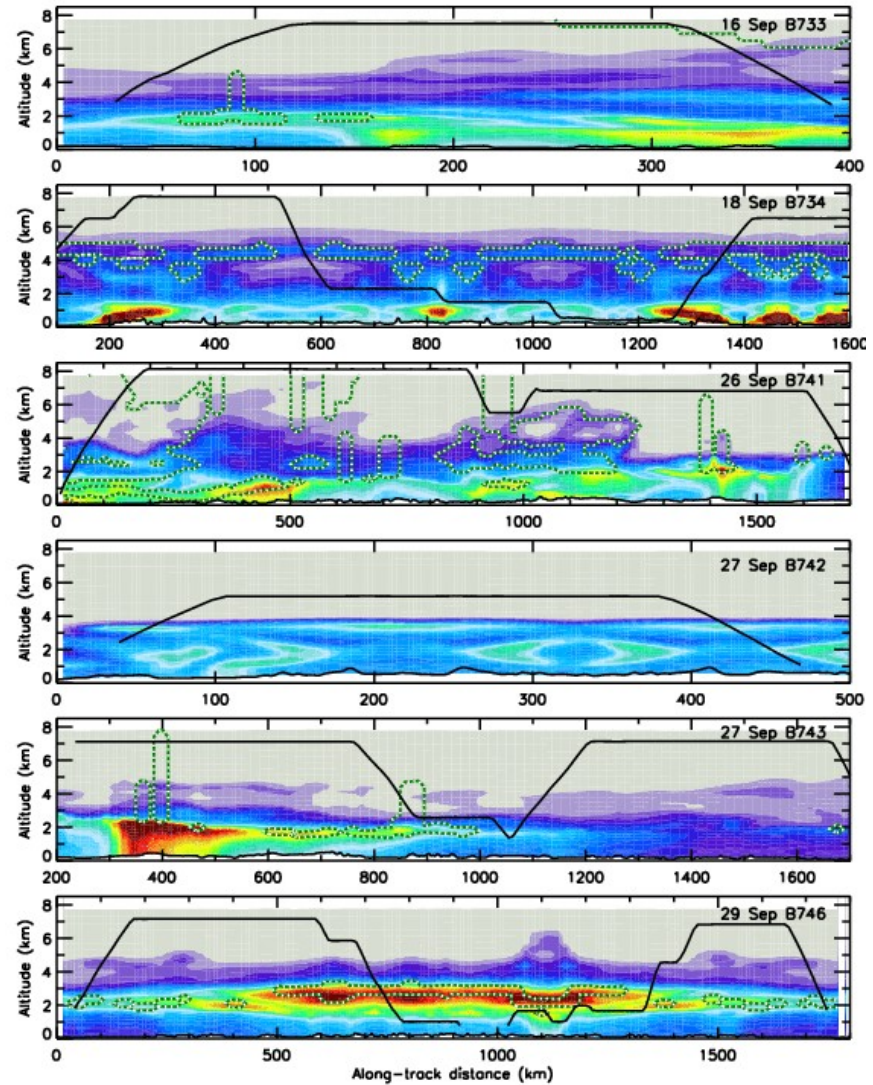 16 Sep B733
Altitude (km)
8
6
4
2
0
0 100 200 300 400
18 Sep B734
Altitude (km)
8
6
4
2
0
200 400 600 800 1000 1200 1400 1600
26 Sep B741
Altitude (km)
8
6
4
2
0
0 500 1000 1500
27 Sep B742
Altitude (km)
8
6
4
2
0
0 100 200 300 400 500
27 Sep B743
Altitude (km)
8
6
4
2
0
200 400 600 800 1000 1200 1400 1600
29 Sep B746
Altitude (km)
8
6
4
2
0
0 500 1000 1500
Along-track distance (km)